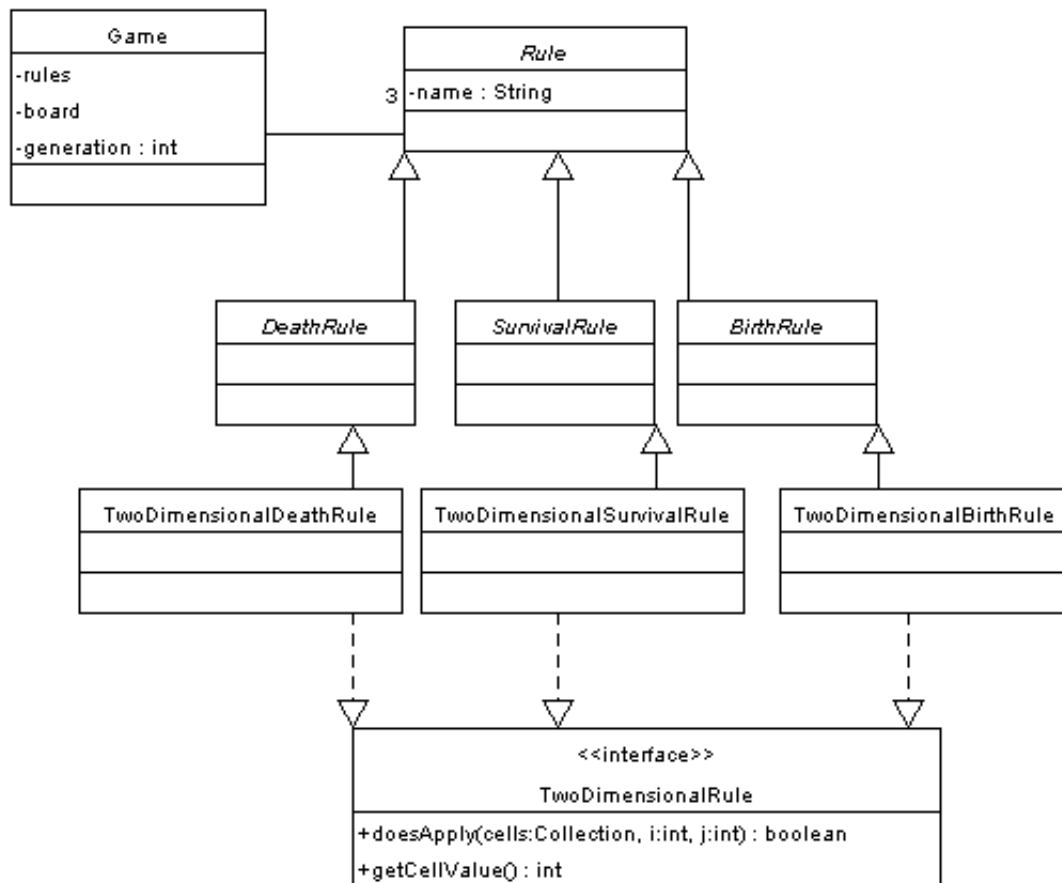 Game
-rules
-board
-generation : int
Rule
3
-name : String
DeathRule
SurvivalRule
BirthRule
TwoDimensionalDeathRule
TwoDimensionalSurvivalRule
TwoDimensionalBirthRule
<<interface>>
TwoDimensionalRule
+doesApply(cells:Collection, i:int, j:int) : boolean
+getCellValue() : int